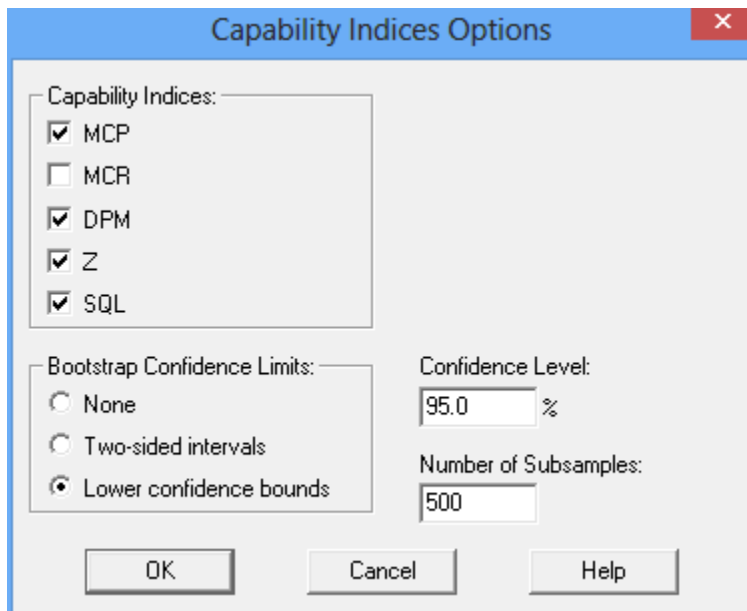 Capability Indices Options
Capability Indices:
MCP
MCR
DPM
Z
SQL
Bootstrap Confidence Limits:
None
Two-sided intervals
Lower confidence bounds
Confidence Level:
95.0 %
Number of Subsamples:
500
OK Cancel Help